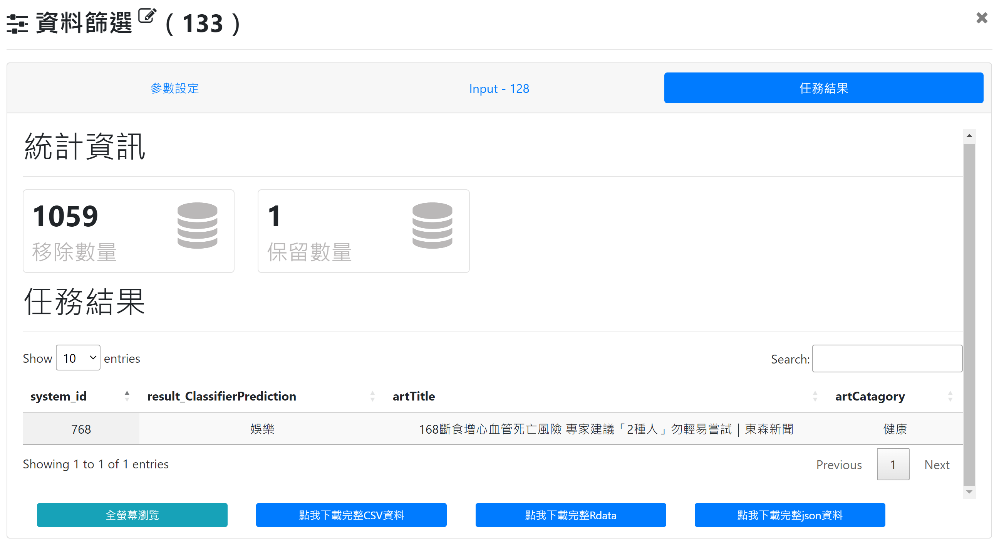 資料篩選 ( 133 )
參數設定
Input - 128
任務結果
統計資訊
1059
移除數量
1
保留數量
任務結果
Show 10 entries
Search:
system_id result_ClassifierPrediction artTitle artCatagory
768 娛樂 168斷食增心血管死亡風險 專家建議「2種人」勿輕易嘗試 | 東森新聞 健康
Showing 1 to 1 of 1 entries
Previous 1 Next
全螢幕瀏覽
點我下載完整CSV資料
點我下載完整Rdata
點我下載完整json資料